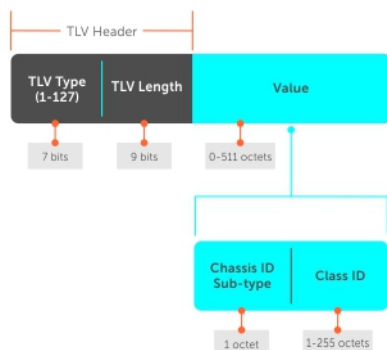 TLV Header
TLV Type
(1-127)
TLV Length
Value
7 bits
9 bits
0-511 octets
Chassis ID
Sub-type
Class ID
1 octet
1-255 octets